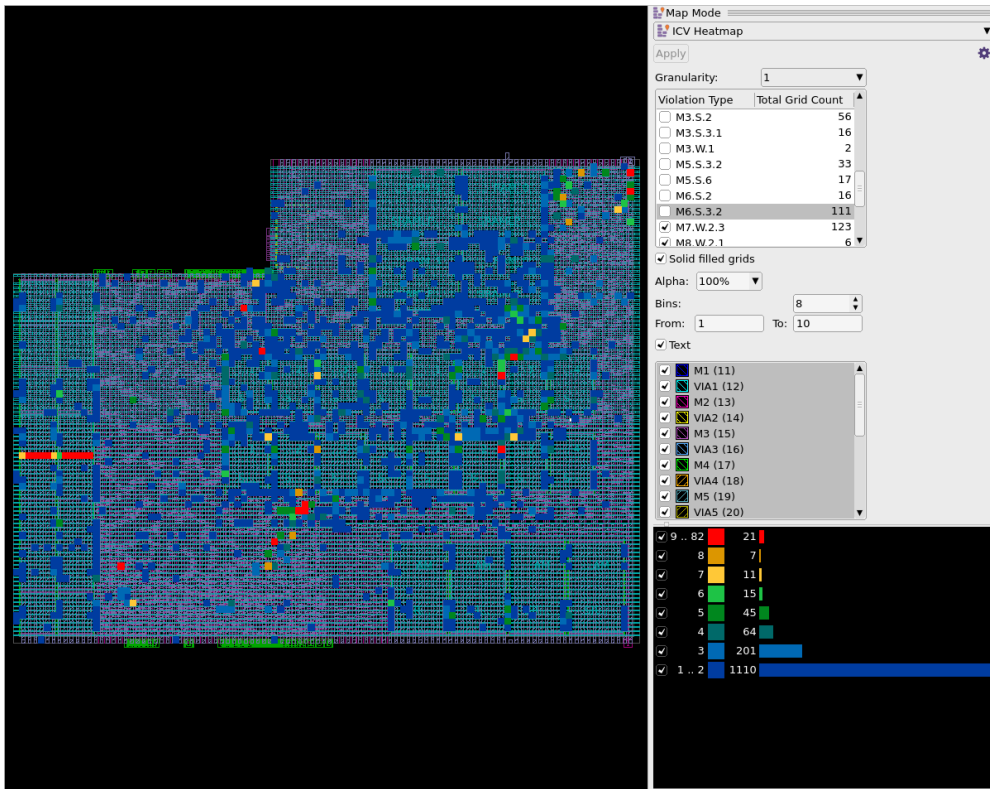 Map Mode
ICV Heatmap
Apply
Granularity: 1
Violation Type Total Grid Count
M3.S.2 56
M3.S.3.1 16
M3.W.1 2
M5.S.3.2 33
M5.S.6 17
M6.S.2 16
M6.S.3.2 111
M7.W.2.3 123
M8.W.2.1 6
Solid filled grids
Alpha: 100%
Bins: 8
From: 1 To: 10
Text
M1 (11)
VIA1 (12)
M2 (13)
VIA2 (14)
M3 (15)
VIA3 (16)
M4 (17)
VIA4 (18)
M5 (19)
VIA5 (20)
9 .. 82 21
8 7
7 11
6 15
5 45
4 64
3 201
1 .. 2 1110